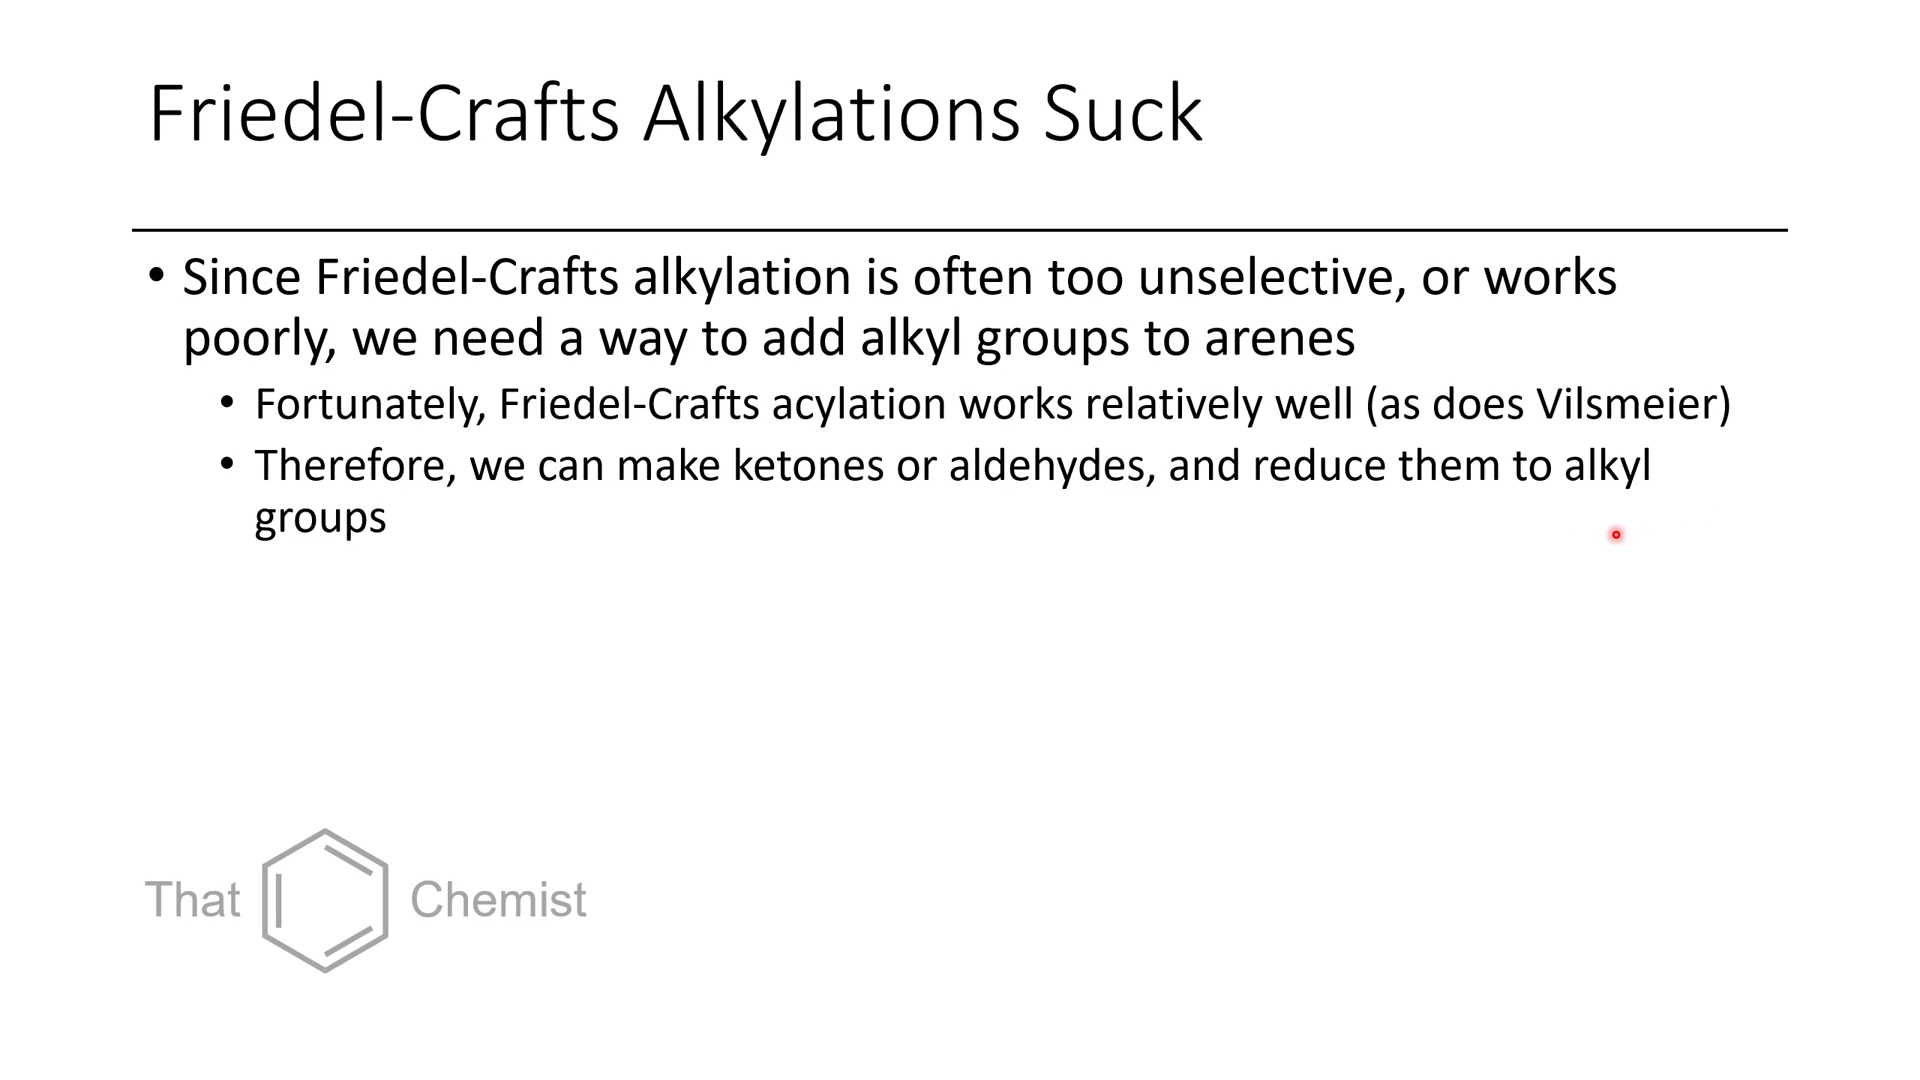 Friedel-Crafts Alkylations Suck
• Since Friedel-Crafts alkylation is often too unselective, or works
poorly, we need a way to add alkyl groups to arenes
• Fortunately, Friedel-Crafts acylation works relatively well (as does Vilsmeier)
• Therefore, we can make ketones or aldehydes, and reduce them to alkyl
groups
That Chemist